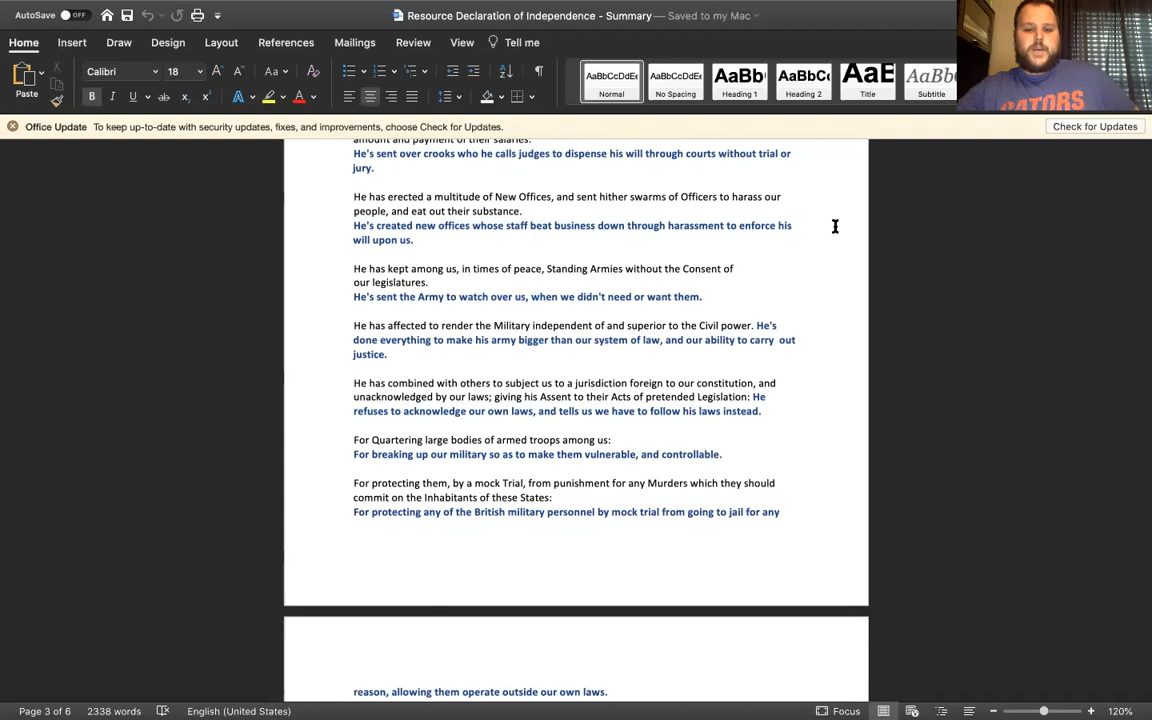 AutoSave OFF Resource Declaration of Independence - Summary — Saved to my Mac
Home Insert Draw Design Layout References Mailings Review View Tell me
Paste Calibri 18 A A Aa A
B I U ab x₂ x² A A
AaBbCcDdEe AaBbCcDdEe AaBb( AaBbCc AaE AaBb
Normal No Spacing Heading 1 Heading 2 Title Subtitle
GATORS
Office Update To keep up-to-date with security updates, fixes, and improvements, choose Check for Updates. Check for Updates
amount and payment of their salaries.
He's sent over crooks who he calls judges to dispense his will through courts without trial or
jury.
He has erected a multitude of New Offices, and sent hither swarms of Officers to harass our
people, and eat out their substance.
He's created new offices whose staff beat business down through harassment to enforce his
will upon us.
He has kept among us, in times of peace, Standing Armies without the Consent of
our legislatures.
He's sent the Army to watch over us, when we didn't need or want them.
He has affected to render the Military independent of and superior to the Civil power. He's
done everything to make his army bigger than our system of law, and our ability to carry out
justice.
He has combined with others to subject us to a jurisdiction foreign to our constitution, and
unacknowledged by our laws; giving his Assent to their Acts of pretended Legislation: He
refuses to acknowledge our own laws, and tells us we have to follow his laws instead.
For Quartering large bodies of armed troops among us:
For breaking up our military so as to make them vulnerable, and controllable.
For protecting them, by a mock Trial, from punishment for any Murders which they should
commit on the Inhabitants of these States:
For protecting any of the British military personnel by mock trial from going to jail for any
reason, allowing them operate outside our own laws.
Page 3 of 6 2338 words English (United States) Focus 120%